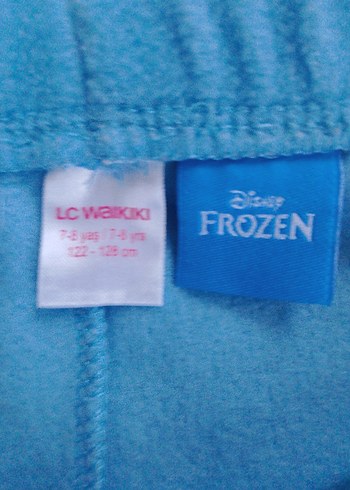 LC WAIKIKI
7-8 yaş / 7-8 yrs
122 - 128 cm
Disney
FROZEN